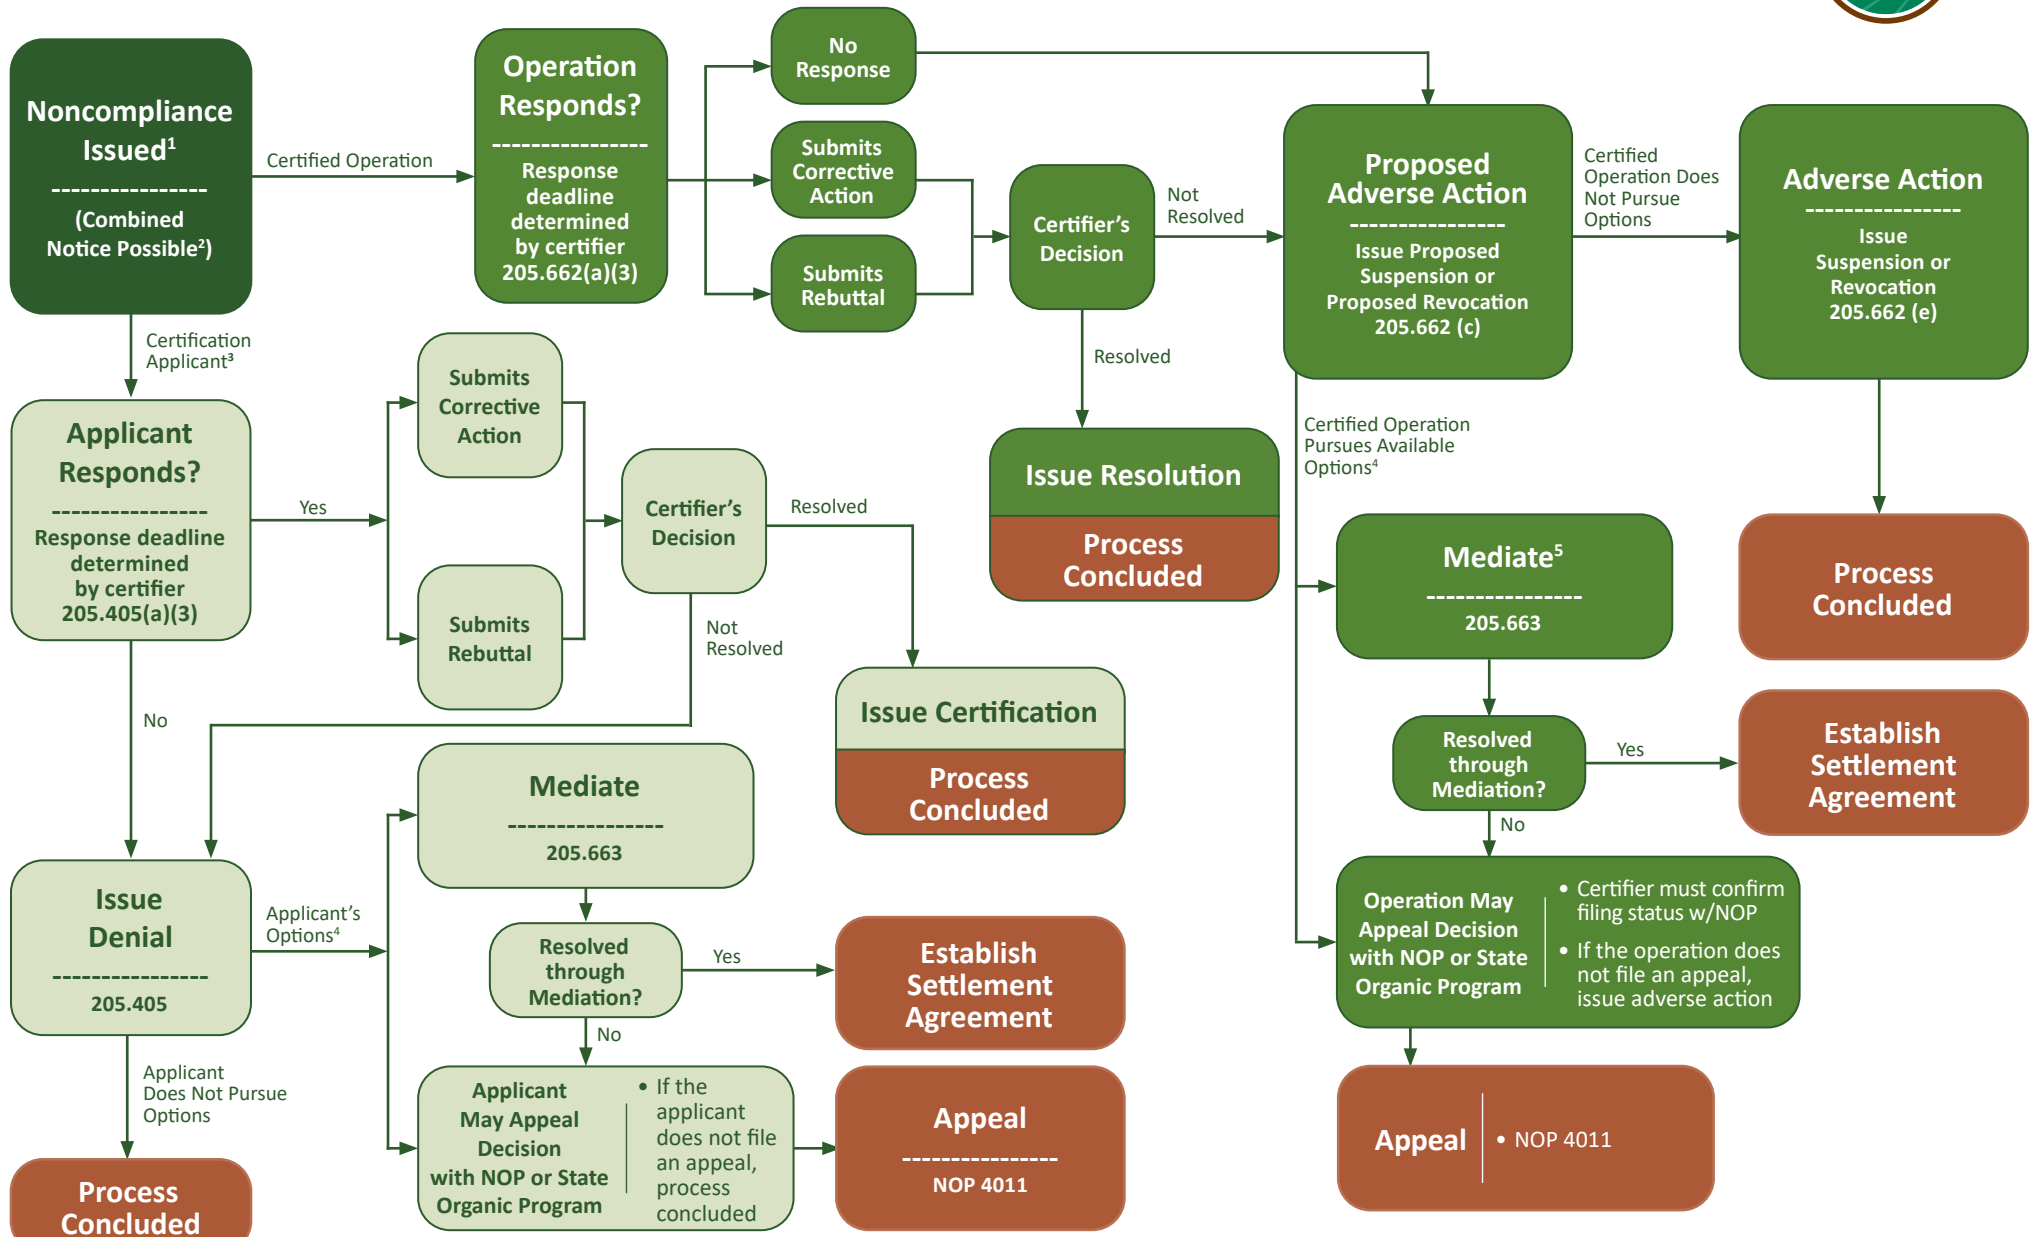 Noncompliance
Issued¹
----------------
(Combined
Notice Possible²)
Certified Operation
Operation
Responds?
----------------
Response
deadline
determined
by certifier
205.662(a)(3)
No
Response
Submits
Corrective
Action
Submits
Rebuttal
Certifier's
Decision
Not
Resolved
Resolved
Issue Resolution
Process
Concluded
Proposed
Adverse Action
----------------
Issue Proposed
Suspension or
Proposed Revocation
205.662 (c)
Certified
Operation Does
Not Pursue
Options
Adverse Action
----------------
Issue
Suspension or
Revocation
205.662 (e)
Process
Concluded
Certified Operation
Pursues Available
Options⁴
Mediate⁵
----------------
205.663
Resolved
through
Mediation?
Yes
Establish
Settlement
Agreement
No
Operation May
Appeal Decision
with NOP or State
Organic Program
• Certifier must confirm
filing status w/NOP
• If the operation does
not file an appeal,
issue adverse action
Appeal
• NOP 4011
Certification
Applicant³
Applicant
Responds?
----------------
Response deadline
determined
by certifier
205.405(a)(3)
Yes
Submits
Corrective
Action
Submits
Rebuttal
Certifier's
Decision
Resolved
Not
Resolved
Issue Certification
Process
Concluded
No
Issue
Denial
----------------
205.405
Applicant's
Options⁴
Mediate
----------------
205.663
Resolved
through
Mediation?
Yes
Establish
Settlement
Agreement
No
Applicant
May Appeal
Decision
with NOP or State
Organic Program
• If the
applicant
does not file
an appeal,
process
concluded
Appeal
----------------
NOP 4011
Applicant
Does Not Pursue
Options
Process
Concluded